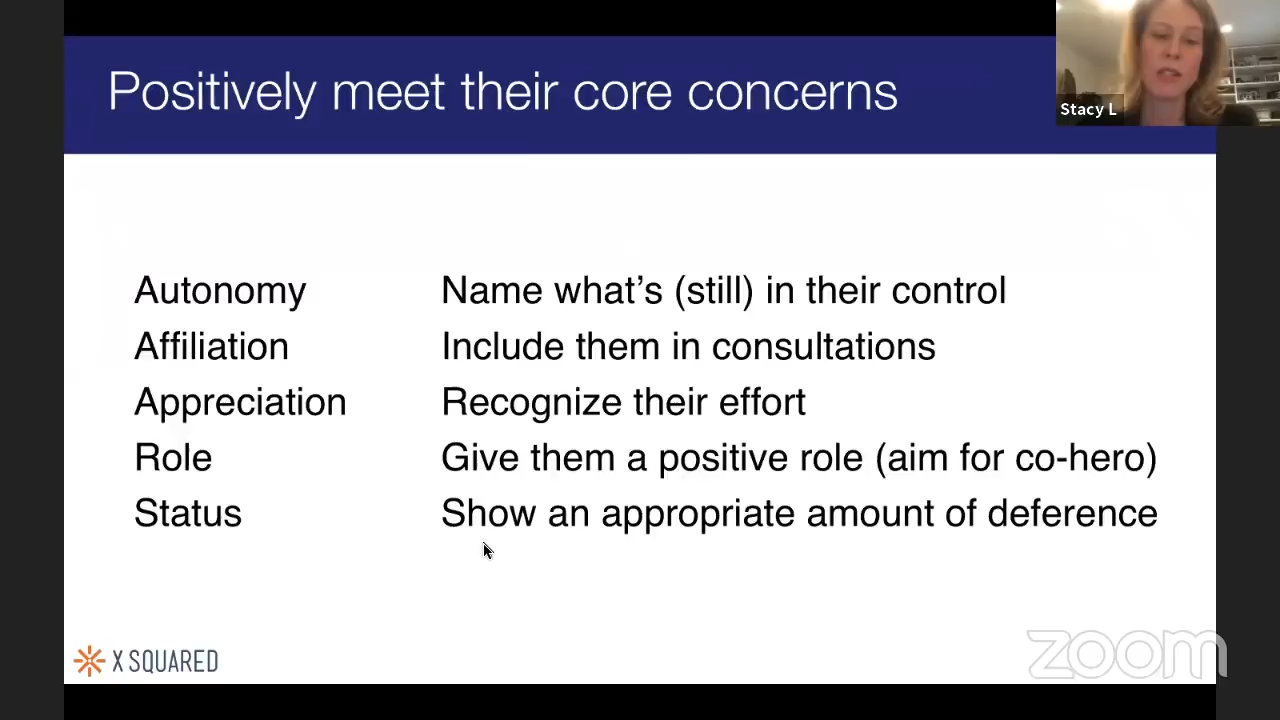 Positively meet their core concerns
Stacy L
Autonomy Name what's (still) in their control
Affiliation Include them in consultations
Appreciation Recognize their effort
Role Give them a positive role (aim for co-hero)
Status Show an appropriate amount of deference
X SQUARED
zoom